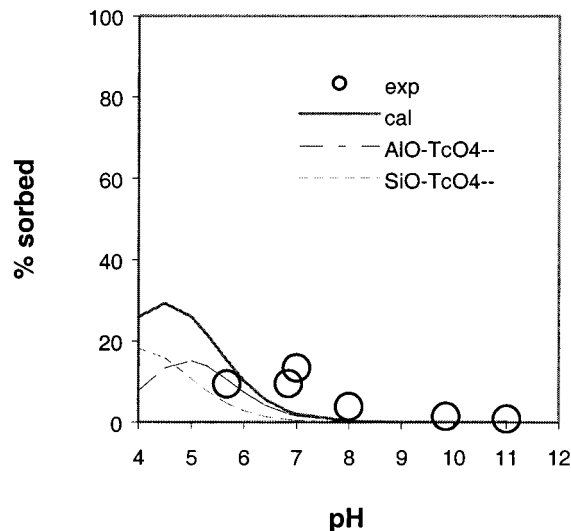 100
80
60
40
20
0
% sorbed
exp
cal
AlO-TcO4--
SiO-TcO4--
4 5 6 7 8 9 10 11 12
pH